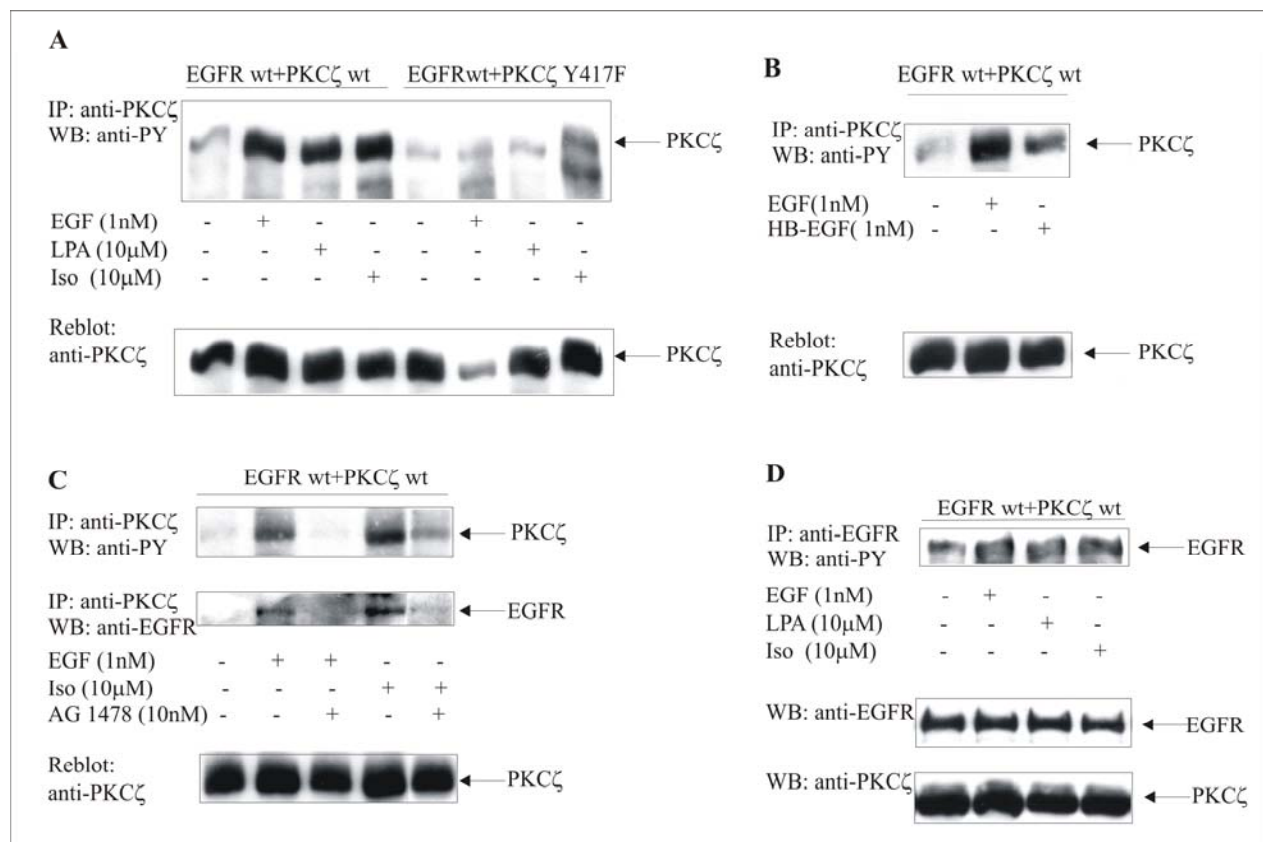 A
EGFR wt+PKCζ wt EGFRwt+PKCζ Y417F
IP: anti-PKCζ
WB: anti-PY
PKCζ
EGF (1nM) - + - - - + - -
LPA (10μM) - - + - - - + -
Iso (10μM) - - - + - - - +
Reblot:
anti-PKCζ
PKCζ
B
EGFR wt+PKCζ wt
IP: anti-PKCζ
WB: anti-PY
PKCζ
EGF(1nM) - + -
HB-EGF( 1nM) - - +
Reblot:
anti-PKCζ
PKCζ
C
EGFR wt+PKCζ wt
IP: anti-PKCζ
WB: anti-PY
PKCζ
IP: anti-PKCζ
WB: anti-EGFR
EGFR
EGF (1nM) - + + - -
Iso (10μM) - - - + +
AG 1478 (10nM) - - + - +
Reblot:
anti-PKCζ
PKCζ
D
EGFR wt+PKCζ wt
IP: anti-EGFR
WB: anti-PY
EGFR
EGF (1nM) - + - -
LPA (10μM) - - + -
Iso (10μM) - - - +
WB: anti-EGFR
EGFR
WB: anti-PKCζ
PKCζ